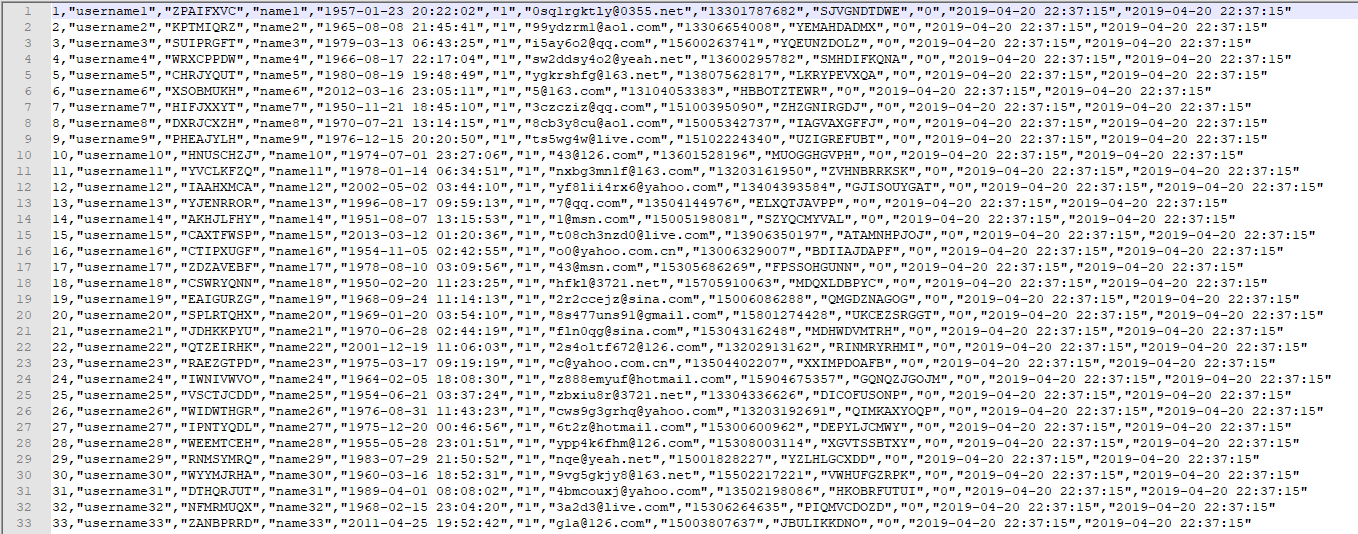 1 1,"username1","ZPAIFXVC","name1","1957-01-23 20:22:02","1","0sqlrgktly@0355.net","13301787682","SJVGNDTDWE","0","2019-04-20 22:37:15","2019-04-20 22:37:15"
2 2,"username2","KPTMIQRZ","name2","1965-08-08 21:45:41","1","99ydzrml@aol.com","13306654008","YEMAHDADMX","0","2019-04-20 22:37:15","2019-04-20 22:37:15"
3 3,"username3","SUIPRGFT","name3","1979-03-13 06:43:25","1","i5ay6o2@qq.com","15600263741","YQEUNZDOLZ","0","2019-04-20 22:37:15","2019-04-20 22:37:15"
4 4,"username4","WRXCPPDW","name4","1966-08-17 22:17:04","1","sw2ddsy4o2@yeah.net","13600295782","SMHDIFKQNA","0","2019-04-20 22:37:15","2019-04-20 22:37:15"
5 5,"username5","CHRJYQUT","name5","1980-08-19 19:48:49","1","ygkrshfg@163.net","13807562817","LKRYPEVXQA","0","2019-04-20 22:37:15","2019-04-20 22:37:15"
6 6,"username6","XSOBMUKH","name6","2012-03-16 23:05:11","1","5@163.com","13104053383","HBBOTZTEWR","0","2019-04-20 22:37:15","2019-04-20 22:37:15"
7 7,"username7","HIFJXXYT","name7","1950-11-21 18:45:10","1","3czcziz@qq.com","15100395090","ZHZGNIRGDJ","0","2019-04-20 22:37:15","2019-04-20 22:37:15"
8 8,"username8","DXRJCXZH","name8","1970-07-21 13:14:15","1","8cb3y8cu@aol.com","15005342737","IAGVAXGFFJ","0","2019-04-20 22:37:15","2019-04-20 22:37:15"
9 9,"username9","PHEAJYLH","name9","1976-12-15 20:20:50","1","ts5wg4w@live.com","15102224340","UZIGREFUBT","0","2019-04-20 22:37:15","2019-04-20 22:37:15"
10 10,"username10","HNUSCHZJ","name10","1974-07-01 23:27:06","1","43@126.com","13601528196","MUOGGHGVPH","0","2019-04-20 22:37:15","2019-04-20 22:37:15"
11 11,"username11","YVCLKFZQ","name11","1978-01-14 06:34:51","1","nxbg3mnlf@163.com","13203161950","ZVHNBRRKSK","0","2019-04-20 22:37:15","2019-04-20 22:37:15"
12 12,"username12","IAAHXMCA","name12","2002-05-02 03:44:10","1","yf8lii4rx6@yahoo.com","13404393584","GJISOUYGAT","0","2019-04-20 22:37:15","2019-04-20 22:37:15"
13 13,"username13","YJENRROR","name13","1996-08-17 09:59:13","1","7@qq.com","13504144976","ELXQTJAVPP","0","2019-04-20 22:37:15","2019-04-20 22:37:15"
14 14,"username14","AKHJLFHY","name14","1951-08-07 13:15:53","1","1@msn.com","15005198081","SZYQCMYVAL","0","2019-04-20 22:37:15","2019-04-20 22:37:15"
15 15,"username15","CAXTFWSP","name15","2013-03-12 01:20:36","1","t08ch3nzd0@live.com","13906350197","ATAMNHPJOJ","0","2019-04-20 22:37:15","2019-04-20 22:37:15"
16 16,"username16","CTIPXUGF","name16","1954-11-05 02:42:55","1","o0@yahoo.com.cn","13006329007","BDIIAJDAPF","0","2019-04-20 22:37:15","2019-04-20 22:37:15"
17 17,"username17","ZDZAVEBF","name17","1978-08-10 03:09:56","1","43@msn.com","15305686269","FPSSOHGUNN","0","2019-04-20 22:37:15","2019-04-20 22:37:15"
18 18,"username18","CSWRYQNN","name18","1950-02-20 11:23:25","1","hfkl@3721.net","15705910063","MDQXLDBPYC","0","2019-04-20 22:37:15","2019-04-20 22:37:15"
19 19,"username19","EAIGURZG","name19","1968-09-24 11:14:13","1","2r2ccejz@sina.com","15006086288","QMGDZNAGOG","0","2019-04-20 22:37:15","2019-04-20 22:37:15"
20 20,"username20","SPLRTQHX","name20","1969-01-20 03:54:10","1","8s477uns9l@gmail.com","15801274428","UKCEZSRGGT","0","2019-04-20 22:37:15","2019-04-20 22:37:15"
21 21,"username21","JDHKKPYU","name21","1970-06-28 02:44:19","1","fln0qg@sina.com","15304316248","MDHWDVMTRH","0","2019-04-20 22:37:15","2019-04-20 22:37:15"
22 22,"username22","QTZEIRHK","name22","2001-12-19 11:06:03","1","2s4oltf672@126.com","13202913162","RINMRYRHMI","0","2019-04-20 22:37:15","2019-04-20 22:37:15"
23 23,"username23","RAEZGTPD","name23","1975-03-17 09:19:19","1","c@yahoo.com.cn","13504402207","XXIMPDOAFB","0","2019-04-20 22:37:15","2019-04-20 22:37:15"
24 24,"username24","IWNIVWVO","name24","1964-02-05 18:08:30","1","z888emyuf@hotmail.com","15904675357","GQNQZJGOJM","0","2019-04-20 22:37:15","2019-04-20 22:37:15"
25 25,"username25","VSCTJCDD","name25","1954-06-21 03:37:24","1","zbxiu8r@3721.net","13304336626","DICOFUSONP","0","2019-04-20 22:37:15","2019-04-20 22:37:15"
26 26,"username26","WIDWTHGR","name26","1976-08-31 11:43:23","1","cws9g3grhq@yahoo.com","13203192691","QIMKAXYOQP","0","2019-04-20 22:37:15","2019-04-20 22:37:15"
27 27,"username27","IPNTYQDL","name27","1975-12-20 00:46:56","1","6t2z@hotmail.com","15300600962","DEPYLJCMWY","0","2019-04-20 22:37:15","2019-04-20 22:37:15"
28 28,"username28","WEEMTCEH","name28","1955-05-28 23:01:51","1","ypp4k6fhm@126.com","15308003114","XGVTSSBTXY","0","2019-04-20 22:37:15","2019-04-20 22:37:15"
29 29,"username29","RNMSYMRQ","name29","1983-07-29 21:50:52","1","nqe@yeah.net","15001828227","YZLHLGCXDD","0","2019-04-20 22:37:15","2019-04-20 22:37:15"
30 30,"username30","WYYMJRHA","name30","1960-03-16 18:52:31","1","9vg5gkjy8@163.net","15502217221","VWHUFGZRPK","0","2019-04-20 22:37:15","2019-04-20 22:37:15"
31 31,"username31","DTHQRJUT","name31","1989-04-01 08:08:02","1","4bmcouxj@yahoo.com","13502198086","HKOBRFUTUI","0","2019-04-20 22:37:15","2019-04-20 22:37:15"
32 32,"username32","NFMRMUQX","name32","1968-02-15 23:04:20","1","3a2d3@live.com","15306264635","PIQMVCDOZD","0","2019-04-20 22:37:15","2019-04-20 22:37:15"
33 33,"username33","ZANBPRRD","name33","2011-04-25 19:52:42","1","g1a@126.com","15003807637","JBULIKKDNO","0","2019-04-20 22:37:15","2019-04-20 22:37:15"